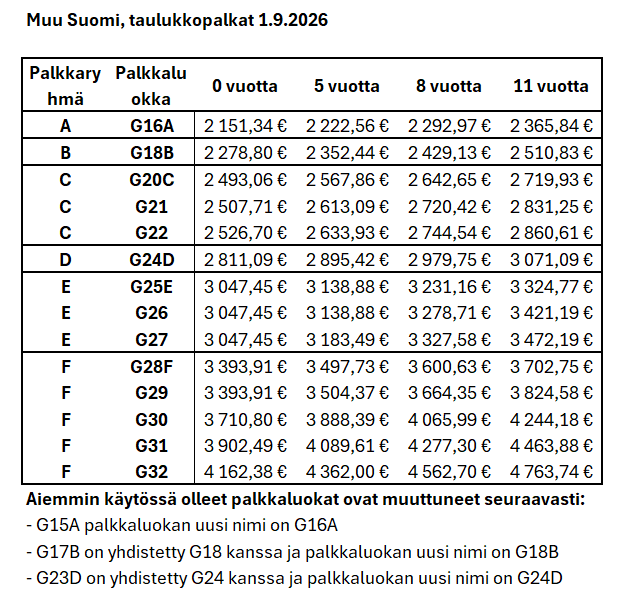 Muu Suomi, taulukkopalkat 1.9.2026
Palkkary Palkkalu 0 vuotta 5 vuotta 8 vuotta 11 vuotta
hmä okka
A G16A 2 151,34 € 2 222,56 € 2 292,97 € 2 365,84 €
B G18B 2 278,80 € 2 352,44 € 2 429,13 € 2 510,83 €
C G20C 2 493,06 € 2 567,86 € 2 642,65 € 2 719,93 €
C G21 2 507,71 € 2 613,09 € 2 720,42 € 2 831,25 €
C G22 2 526,70 € 2 633,93 € 2 744,54 € 2 860,61 €
D G24D 2 811,09 € 2 895,42 € 2 979,75 € 3 071,09 €
E G25E 3 047,45 € 3 138,88 € 3 231,16 € 3 324,77 €
E G26 3 047,45 € 3 138,88 € 3 278,71 € 3 421,19 €
E G27 3 047,45 € 3 183,49 € 3 327,58 € 3 472,19 €
F G28F 3 393,91 € 3 497,73 € 3 600,63 € 3 702,75 €
F G29 3 393,91 € 3 504,37 € 3 664,35 € 3 824,58 €
F G30 3 710,80 € 3 888,39 € 4 065,99 € 4 244,18 €
F G31 3 902,49 € 4 089,61 € 4 277,30 € 4 463,88 €
F G32 4 162,38 € 4 362,00 € 4 562,70 € 4 763,74 €
Aiemmin käytössä olleet palkkaluokat ovat muuttuneet seuraavasti:
- G15A palkkaluokan uusi nimi on G16A
- G17B on yhdistetty G18 kanssa ja palkkaluokan uusi nimi on G18B
- G23D on yhdistetty G24 kanssa ja palkkaluokan uusi nimi on G24D